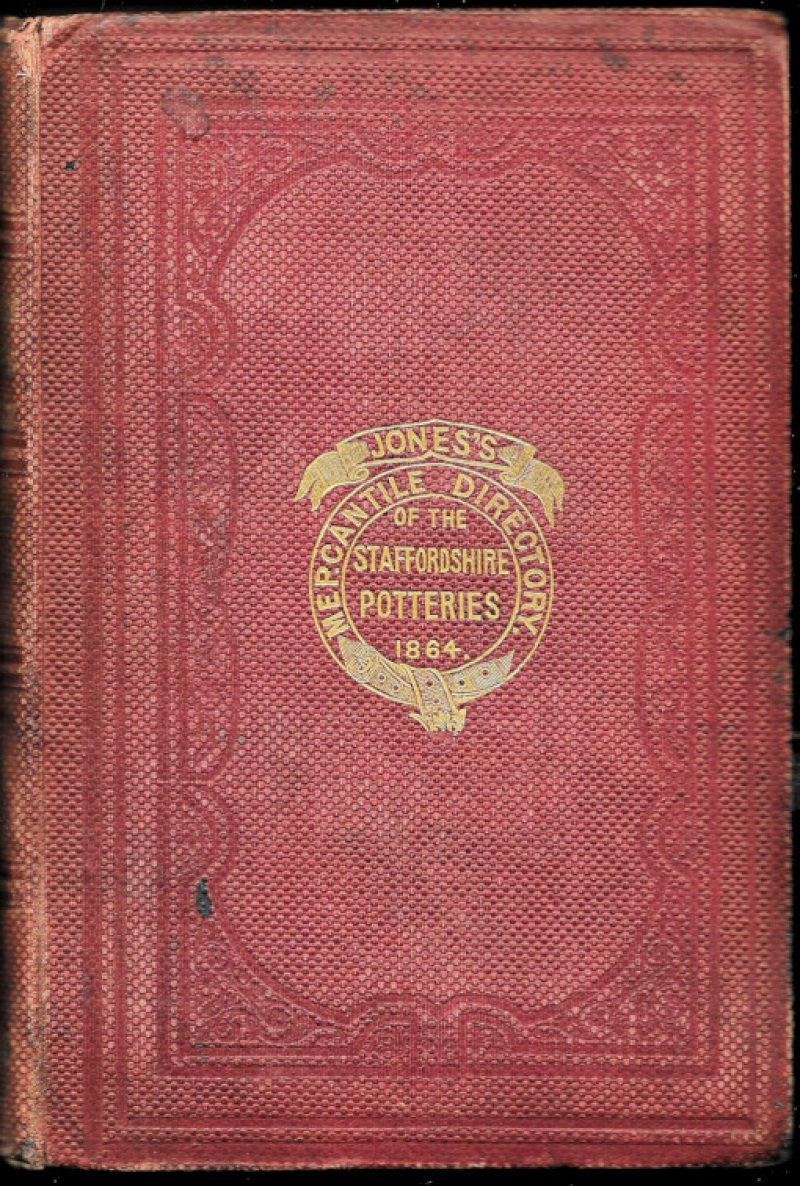 JONES'S
MERCANTILE DIRECTORY.
OF THE
STAFFORDSHIRE
POTTERIES
1864.